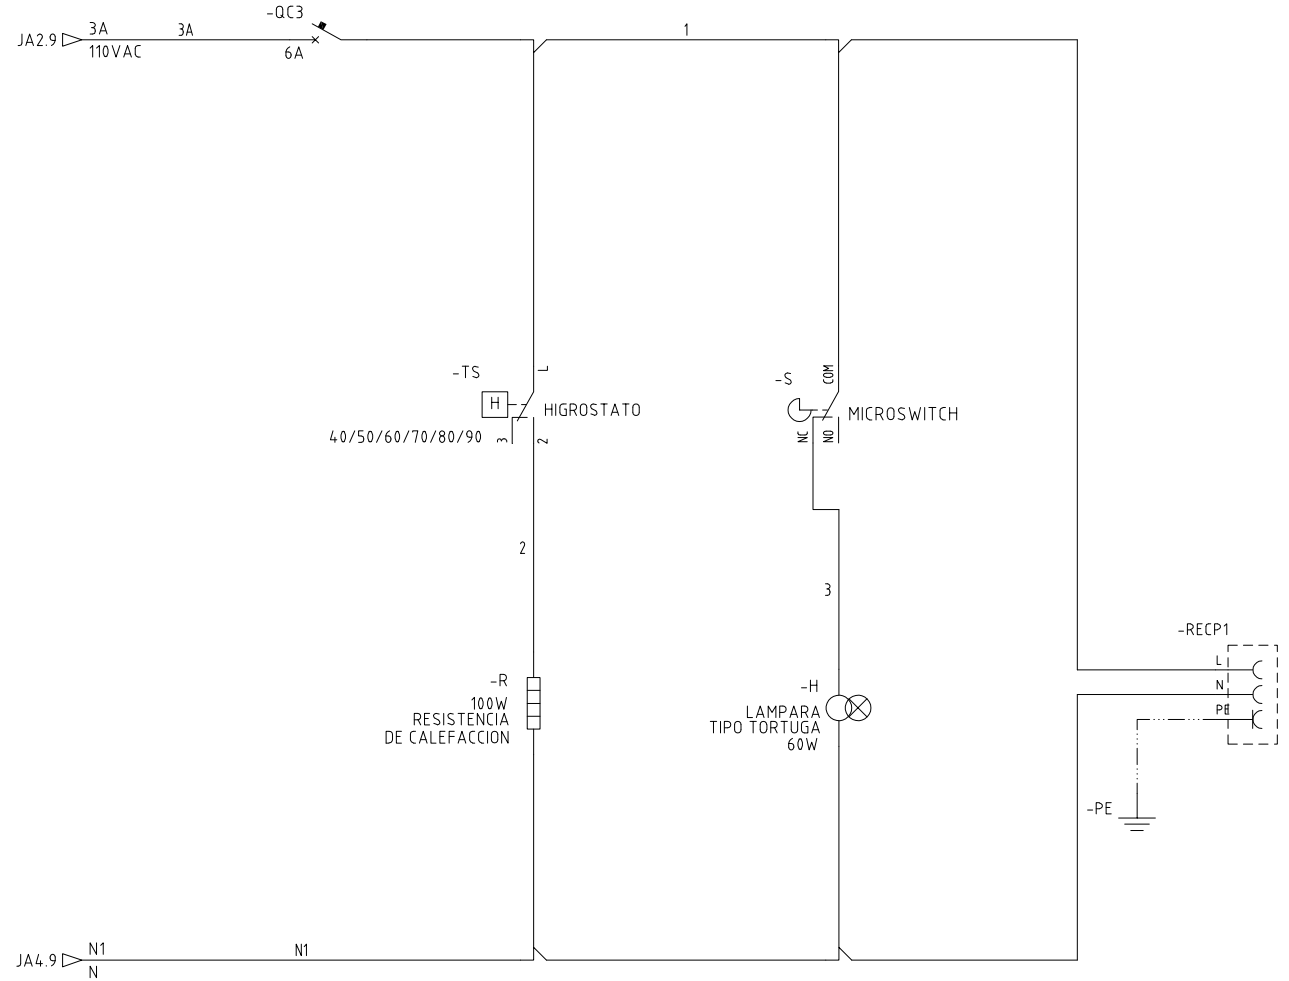 -QC3
JA2.9
3A
3A
1
110VAC
6A
-TS
L
H
HIGROSTATO
40/50/60/70/80/90
3
2
-S
COM
MICROSWITCH
NC
NO
2
3
-RECP1
L
N
PE
-R
100W
RESISTENCIA
DE CALEFACCION
-H
LAMPARA
TIPO TORTUGA
60W
-PE
JA4.9
N1
N1
N